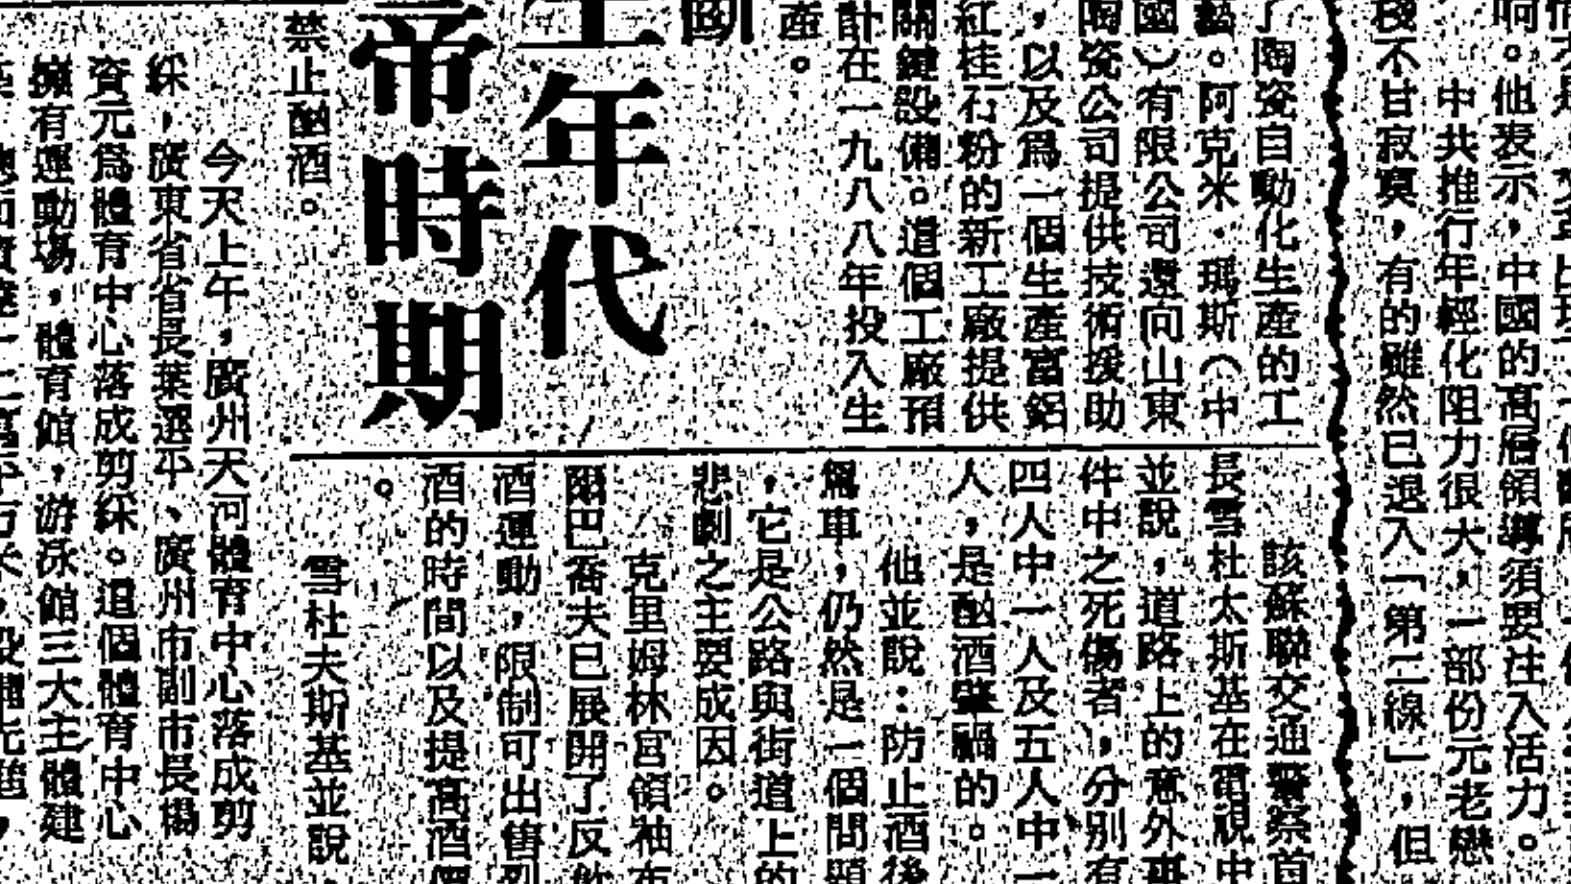 呵。他表示，中國的高層領導須要注入活力。
中共推行年輕化阻力很大，一部份元老戀
棧不甘寂寞，有的雖然已退入「第二線」，但
了陶瓷自動化生產的工
藝。阿克米·瑪斯（中
國）有限公司還向山東
陶瓷公司提供技術援助
，以及爲一個生產富鋁
紅柱石粉的新工廠提供
關鍵設備。這個工廠預
計在一九八八年投入生
產。
年代
帝時期
該蘇聯交通警察首
長雪杜太斯基在電視中
並說，道路上的意外事
件中之死傷者，分別有
四人中一人及五人中一
人，是酗酒肇禍的。
他並說：防止酒後
駕車，仍然是一個問題
，它是公路與街道上的
悲劇之主要成因。
克里姆林宮領袖
爾巴喬夫已展開了反
酒運動，限制可出售
酒的時間以及提高酒價
。
雪杜夫斯基並說
禁止酗酒。
今天上午，廣州天河體育中心落成剪
綵，廣東省省長葉選平、廣州市副市長楊
資元爲體育中心落成剪綵。這個體育中心
擁有運動場，體育館，游泳館三大主體建